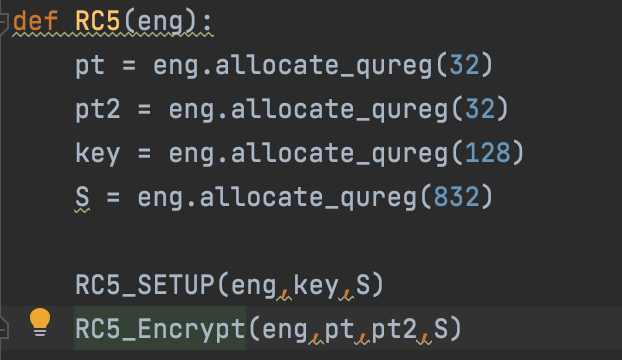 def RC5(eng):
    pt = eng.allocate_qureg(32)
    pt2 = eng.allocate_qureg(32)
    key = eng.allocate_qureg(128)
    S = eng.allocate_qureg(832)
    RC5_SETUP(eng,key,S)
    RC5_Encrypt(eng,pt,pt2,S)